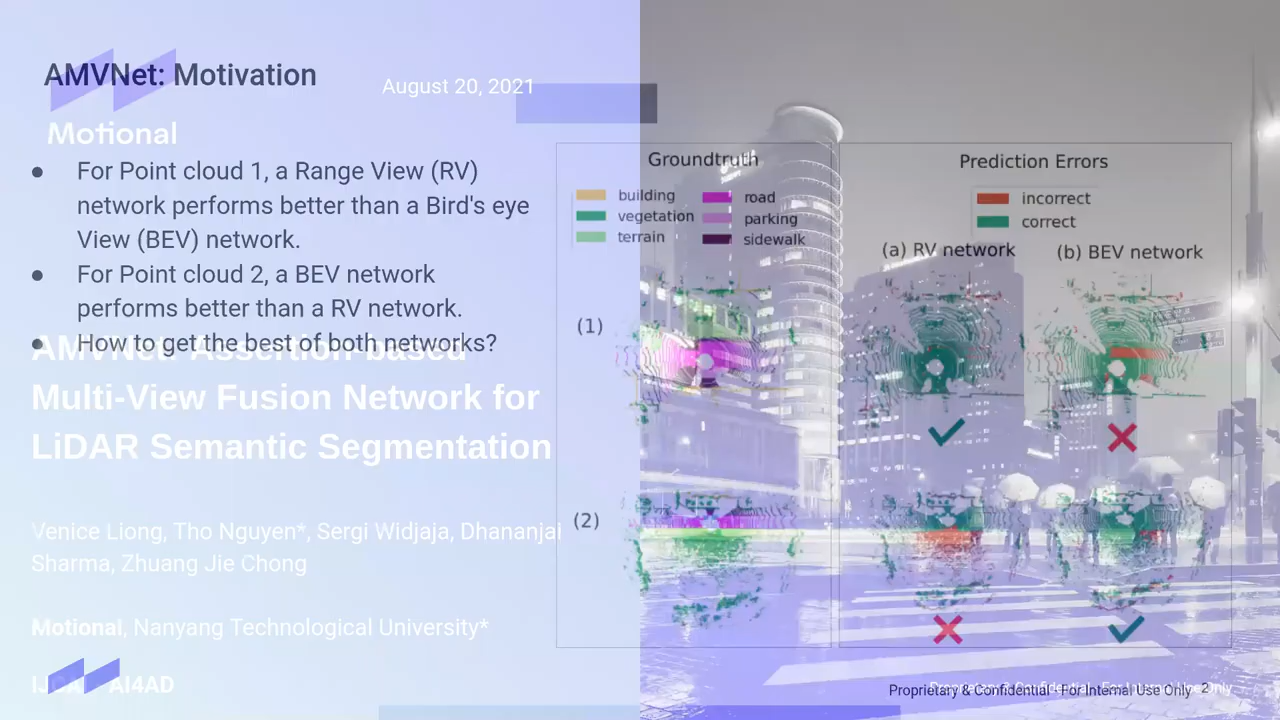 AMVNet: Motivation
August 20, 2021
Motional
For Point cloud 1, a Range View (RV)
network performs better than a Bird's eye
View (BEV) network.
For Point cloud 2, a BEV network
performs better than a RV network.
How to get the best of both networks?
AMVNet: Assertion-based
Multi-View Fusion Network for
LiDAR Semantic Segmentation
Venice Liong, Tho Nguyen*, Sergi Widjaja, Dhananjai
Sharma, Zhuang Jie Chong
Motional, Nanyang Technological University*
AI4AD
Groundtruth
building
vegetation
terrain
road
parking
sidewalk
Prediction Errors
incorrect
correct
(a) RV network
(b) BEV network
(1)
(2)
Proprietary & Confidential - For Internal Use Only
2